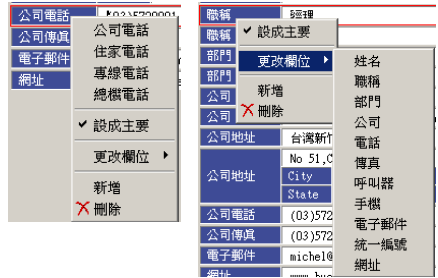 公司電話
公司傳真
電子郵件
網址
公司電話
住家電話
專線電話
總機電話
✔ 設成主要
更改欄位
新增
刪除
職稱 經理
職稱
部門
部門
公司
公司
公司地址 台灣新竹
公司地址
No 51,C
City
State
公司電話 (03)572
公司傳真 (03)572
電子郵件 michel@
網址
✔ 設成主要
更改欄位
新增
刪除
姓名
職稱
部門
公司
電話
傳真
呼叫器
手機
電子郵件
統一編號
網址